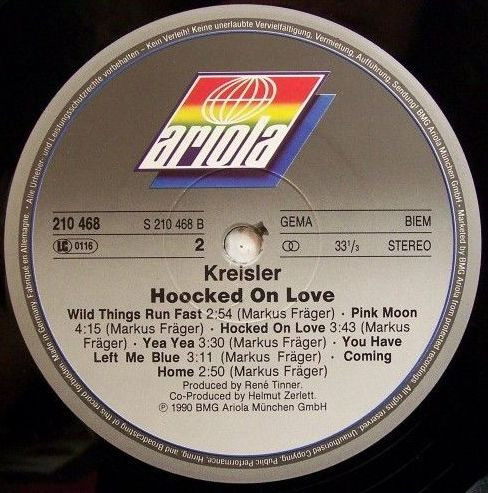 ariola
210 468
S 210 468 B
GEMA
BIEM
LC 0116
2
33 1/3
STEREO
Kreisler
Hoocked On Love
Wild Things Run Fast 2:54 (Markus Fräger) · Pink Moon
4:15 (Markus Fräger) · Hocked On Love 3:43 (Markus
Fräger) · Yea Yea 3:30 (Markus Fräger) · You Have
Left Me Blue 3:11 (Markus Fräger) · Coming
Home 2:50 (Markus Fräger)
Produced by René Tinner.
Co-Produced by Helmut Zerlett.
℗ 1990 BMG Ariola München GmbH
Alle Urheber- und Leistungsschutzrechte vorbehalten – Kein Verleih! Keine unerlaubte Vervielfältigung, Vermietung, Aufführung, Sendung! BMG Ariola München GmbH · Marketed by BMG Ariola München GmbH · All rights reserved. Unauthorised Copying, Public Performance, Hiring, and Broadcasting of this record forbidden. Made in Germany. Fabriqué en Allemagne.